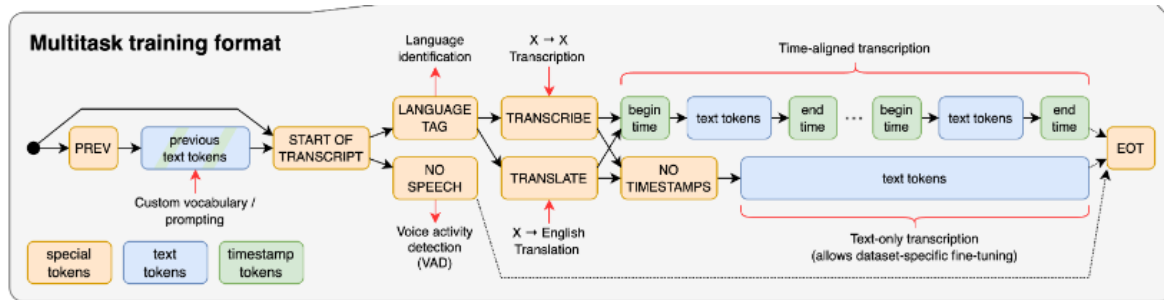 Multitask training format
Language
identification
X → X
Transcription
Time-aligned transcription
PREV
previous
text tokens
START OF
TRANSCRIPT
LANGUAGE
TAG
NO
SPEECH
TRANSCRIBE
TRANSLATE
begin
time
text tokens
end
time
...
begin
time
text tokens
end
time
NO
TIMESTAMPS
text tokens
EOT
Custom vocabulary /
prompting
Voice activity
detection
(VAD)
X → English
Translation
Text-only transcription
(allows dataset-specific fine-tuning)
special
tokens
text
tokens
timestamp
tokens